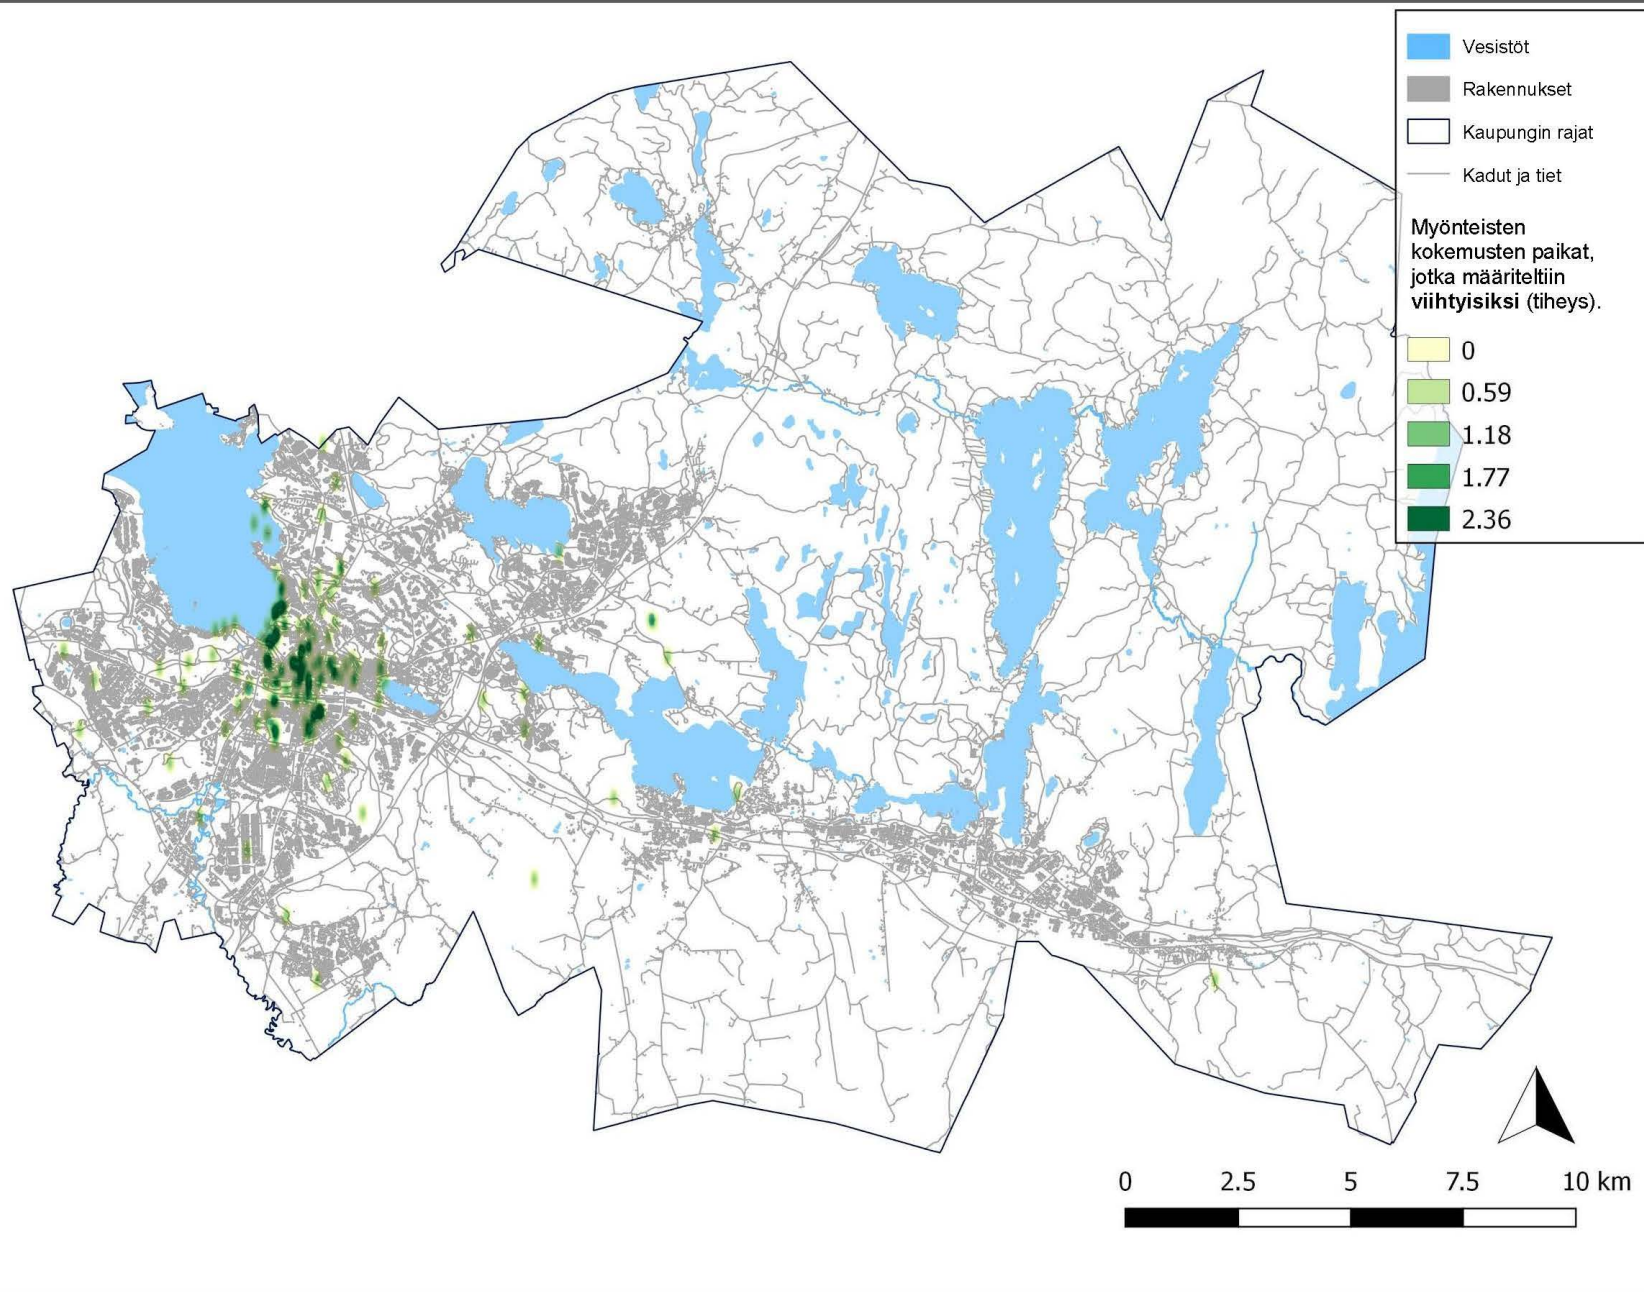 Vesistöt
Rakennukset
Kaupungin rajat
Kadut ja tiet
Myönteisten
kokemusten paikat,
jotka määriteltiin
viihtyisiksi (tiheys).
0
0.59
1.18
1.77
2.36
0 2.5 5 7.5 10 km